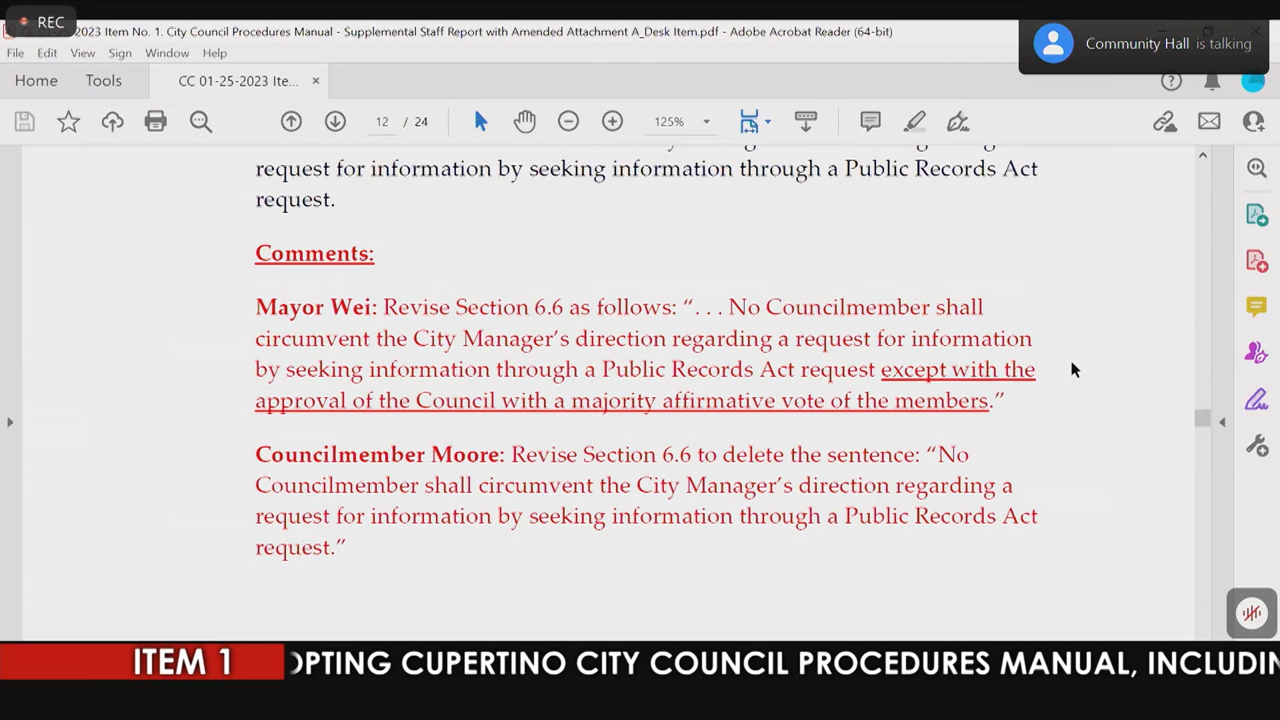 REC
01-25-2023 Item No. 1. City Council Procedures Manual - Supplemental Staff Report with Amended Attachment A_Desk Item.pdf - Adobe Acrobat Reader (64-bit)
Community Hall is talking
File Edit View Sign Window Help
Home Tools CC 01-25-2023 Ite... ×
12 / 24 125%
request for information by seeking information through a Public Records Act
request.
Comments:
Mayor Wei: Revise Section 6.6 as follows: “. . . No Councilmember shall
circumvent the City Manager’s direction regarding a request for information
by seeking information through a Public Records Act request except with the
approval of the Council with a majority affirmative vote of the members.”
Councilmember Moore: Revise Section 6.6 to delete the sentence: “No
Councilmember shall circumvent the City Manager’s direction regarding a
request for information by seeking information through a Public Records Act
request.”
ITEM 1 OPTING CUPERTINO CITY COUNCIL PROCEDURES MANUAL, INCLUDIN